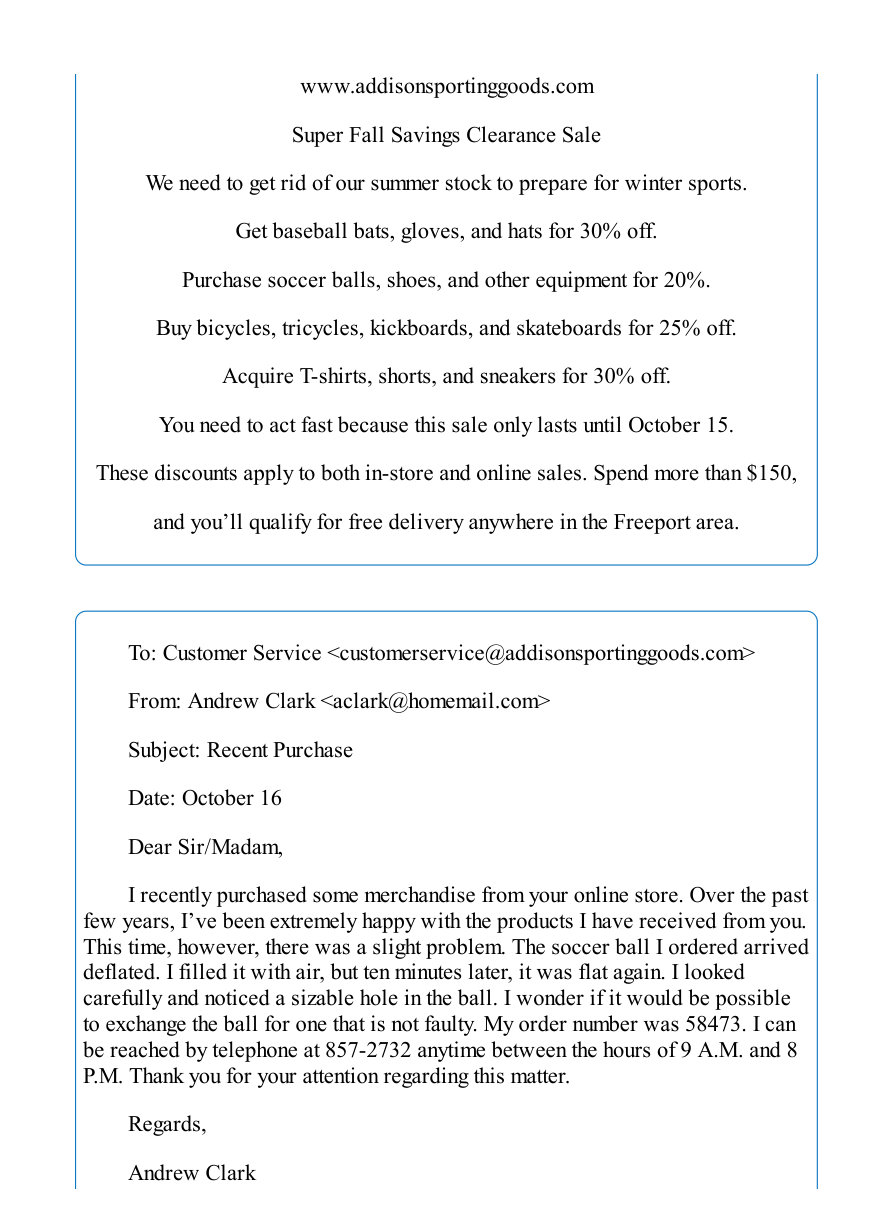 www.addisonsportinggoods.com
Super Fall Savings Clearance Sale
We need to get rid of our summer stock to prepare for winter sports.
Get baseball bats, gloves, and hats for 30% off.
Purchase soccer balls, shoes, and other equipment for 20%.
Buy bicycles, tricycles, kickboards, and skateboards for 25% off.
Acquire T-shirts, shorts, and sneakers for 30% off.
You need to act fast because this sale only lasts until October 15.
These discounts apply to both in-store and online sales. Spend more than $150,
and you’ll qualify for free delivery anywhere in the Freeport area.
To: Customer Service <customerservice@addisonsportinggoods.com>
From: Andrew Clark <aclark@homemail.com>
Subject: Recent Purchase
Date: October 16
Dear Sir/Madam,
I recently purchased some merchandise from your online store. Over the past
few years, I’ve been extremely happy with the products I have received from you.
This time, however, there was a slight problem. The soccer ball I ordered arrived
deflated. I filled it with air, but ten minutes later, it was flat again. I looked
carefully and noticed a sizable hole in the ball. I wonder if it would be possible
to exchange the ball for one that is not faulty. My order number was 58473. I can
be reached by telephone at 857-2732 anytime between the hours of 9 A.M. and 8
P.M. Thank you for your attention regarding this matter.
Regards,
Andrew Clark